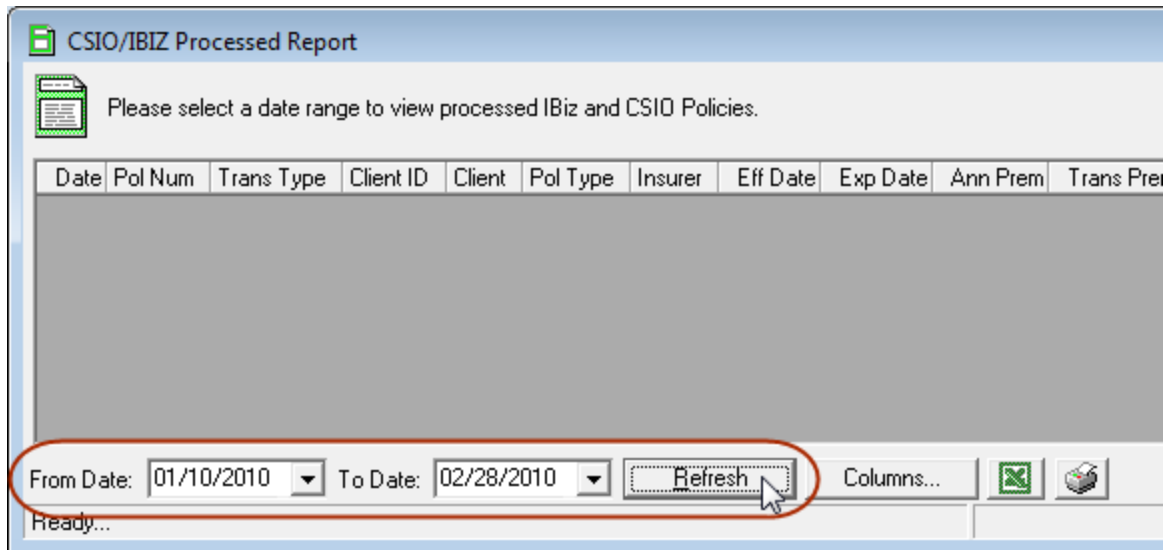 CSIO/IBIZ Processed Report
Please select a date range to view processed IBiz and CSIO Policies.
Date Pol Num Trans Type Client ID Client Pol Type Insurer Eff Date Exp Date Ann Prem Trans Prem
From Date: 01/10/2010 To Date: 02/28/2010 Refresh Columns...
Ready...